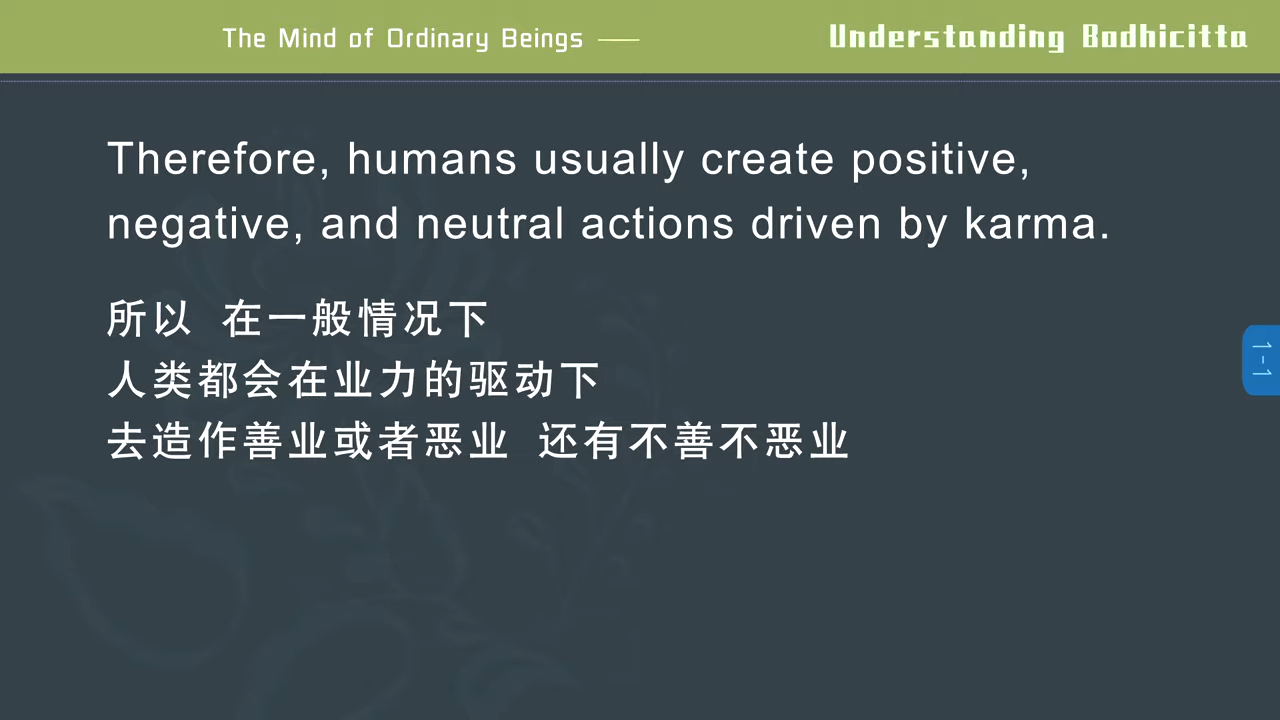 The Mind of Ordinary Beings
Understanding Bodhicitta
Therefore, humans usually create positive,
negative, and neutral actions driven by karma.
所以 在一般情况下
人类都会在业力的驱动下
去造作善业或者恶业 还有不善不恶业
1-1